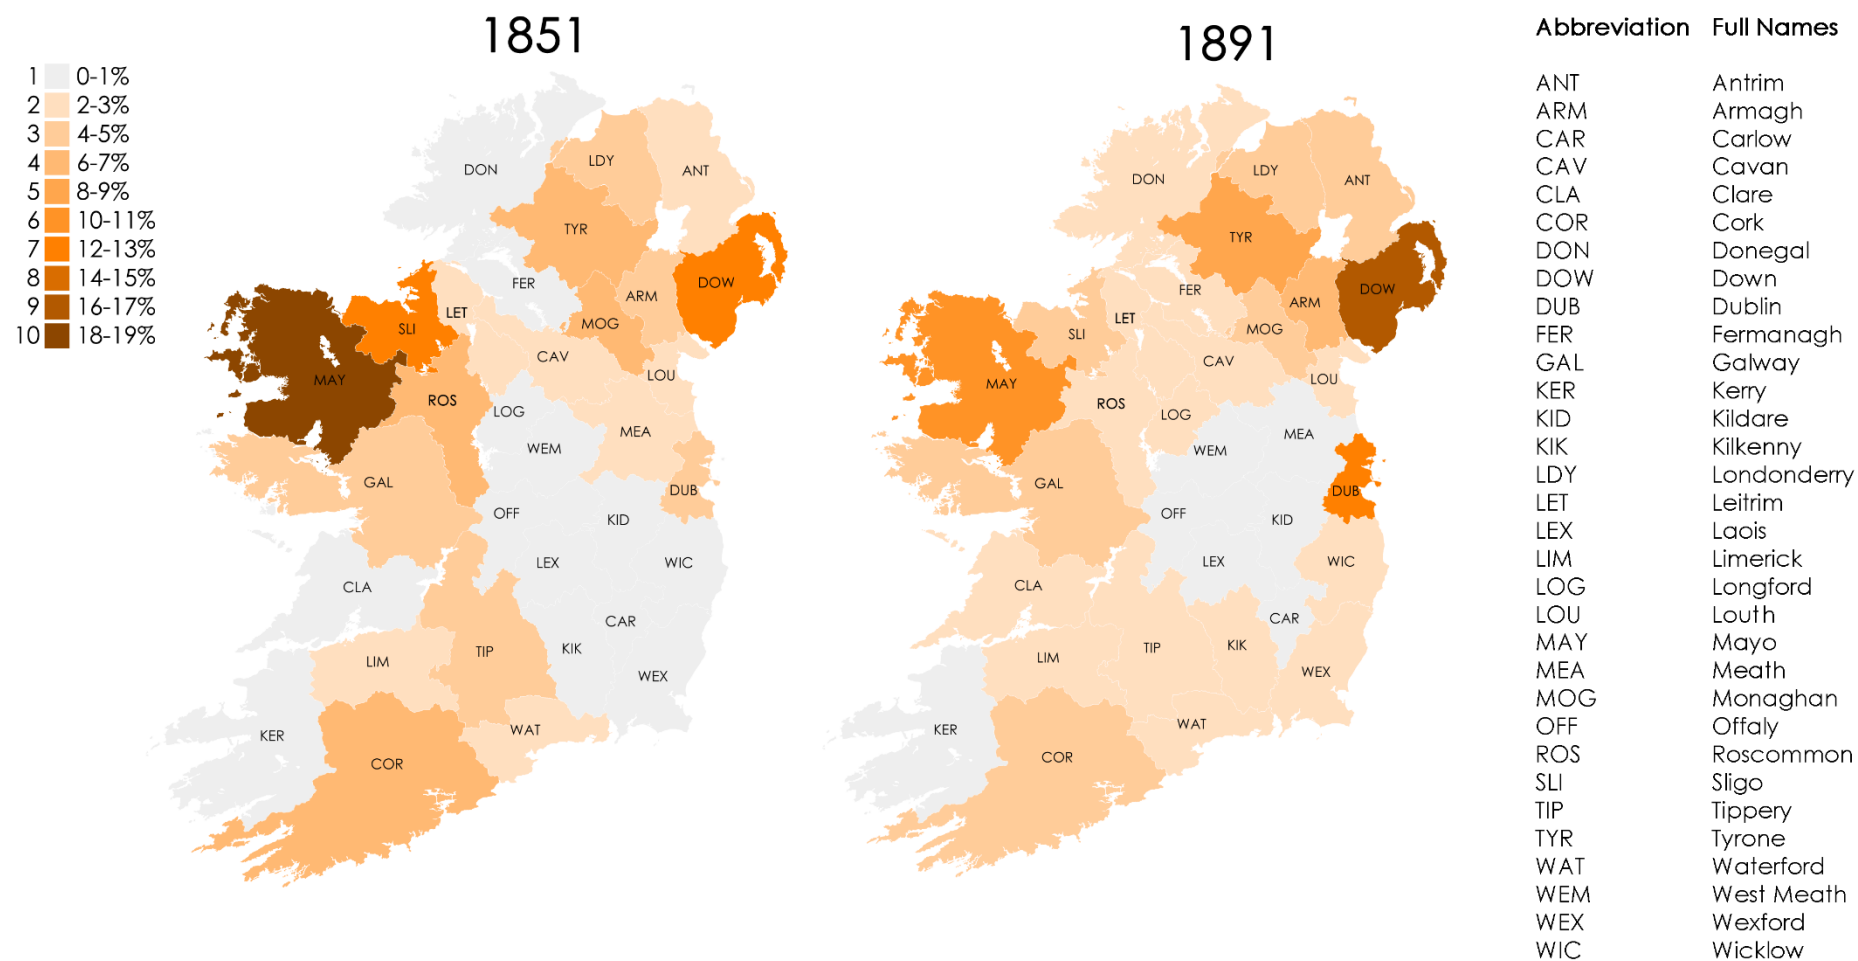 1851
1 0-1%
2 2-3%
3 4-5%
4 6-7%
5 8-9%
6 10-11%
7 12-13%
8 14-15%
9 16-17%
10 18-19%
DON
LDY
ANT
TYR
FER
DOW
ARM
LET
MOG
SLI
CAV
LOU
MAY
ROS
LOG
MEA
WEM
GAL
DUB
OFF
KID
LEX
WIC
CLA
CAR
KIK
TIP
LIM
WEX
WAT
KER
COR
1891
LDY
DON
ANT
TYR
FER
DOW
ARM
LET
MOG
SLI
CAV
LOU
MAY
ROS
LOG
MEA
WEM
GAL
DUB
OFF
KID
LEX
WIC
CLA
CAR
KIK
TIP
LIM
WEX
WAT
KER
COR
Abbreviation Full Names
ANT Antrim
ARM Armagh
CAR Carlow
CAV Cavan
CLA Clare
COR Cork
DON Donegal
DOW Down
DUB Dublin
FER Fermanagh
GAL Galway
KER Kerry
KID Kildare
KIK Kilkenny
LDY Londonderry
LET Leitrim
LEX Laois
LIM Limerick
LOG Longford
LOU Louth
MAY Mayo
MEA Meath
MOG Monaghan
OFF Offaly
ROS Roscommon
SLI Sligo
TIP Tippery
TYR Tyrone
WAT Waterford
WEM West Meath
WEX Wexford
WIC Wicklow